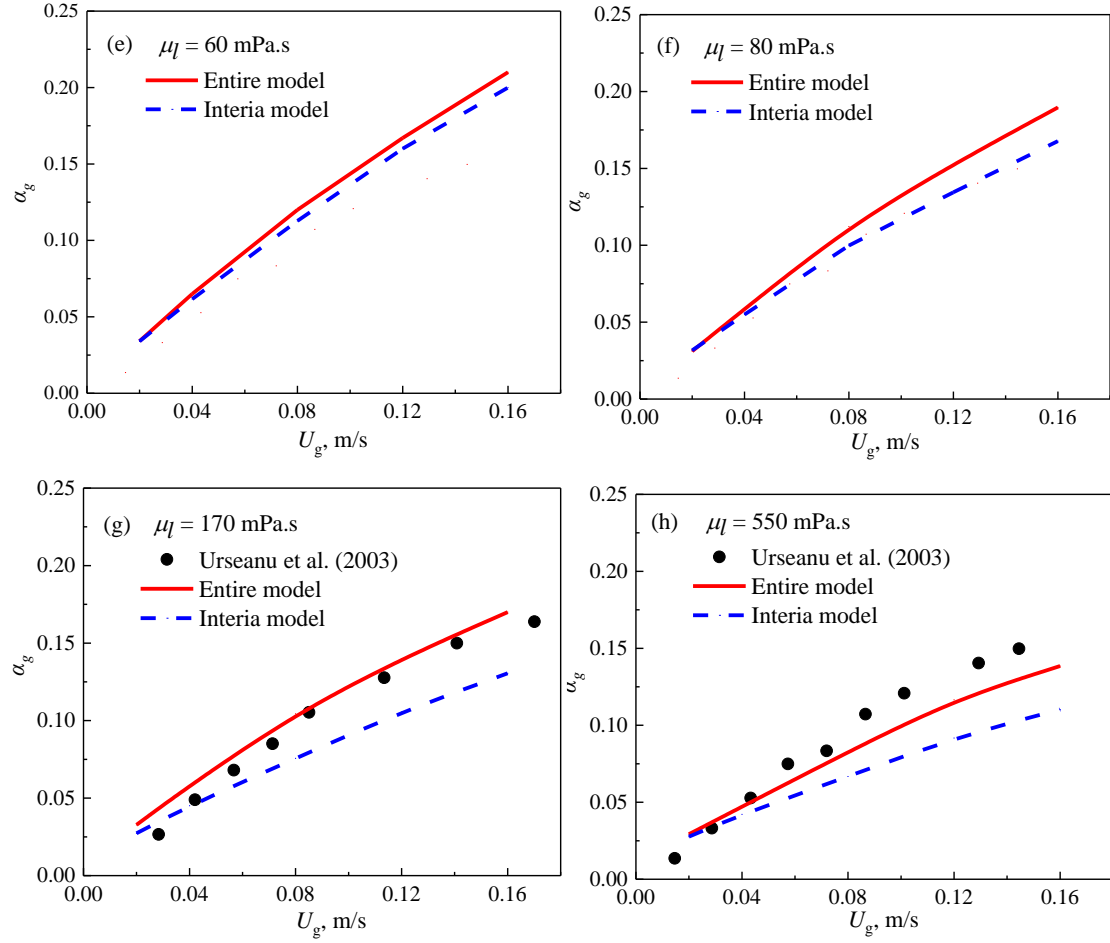 (e) μl = 60 mPa.s
Entire model
Interia model
αg
0.25
0.20
0.15
0.10
0.05
0.00
0.00 0.04 0.08 0.12 0.16
Ug, m/s
(f) μl = 80 mPa.s
Entire model
Interia model
αg
0.25
0.20
0.15
0.10
0.05
0.00
0.00 0.04 0.08 0.12 0.16
Ug, m/s
(g) μl = 170 mPa.s
Urseanu et al. (2003)
Entire model
Interia model
αg
0.25
0.20
0.15
0.10
0.05
0.00
0.00 0.04 0.08 0.12 0.16
Ug, m/s
(h) μl = 550 mPa.s
Urseanu et al. (2003)
Entire model
Interia model
αg
0.25
0.20
0.15
0.10
0.05
0.00
0.00 0.04 0.08 0.12 0.16
Ug, m/s